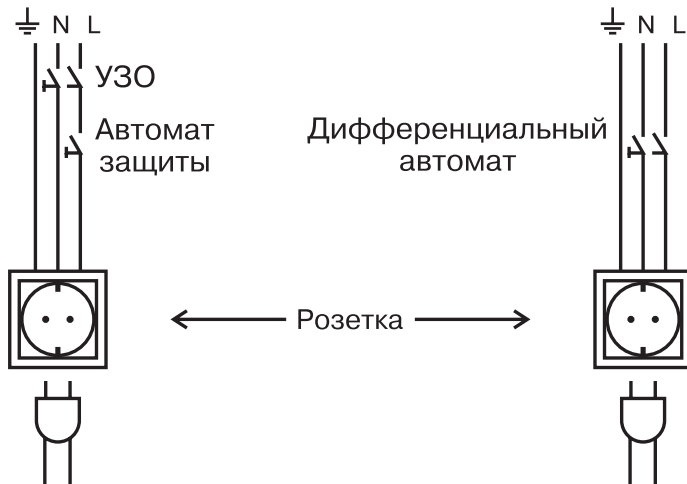 N L
N L
УЗО
Автомат
защиты
Дифференциальный
автомат
Розетка